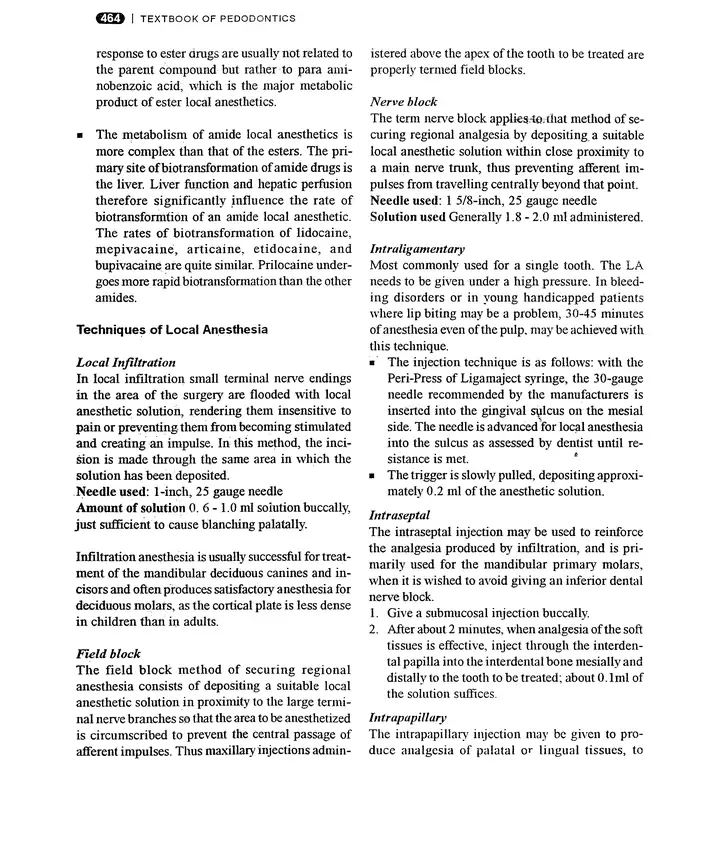 464 | TEXTBOOK OF PEDODONTICS
response to ester drugs are usually not related to
the parent compound but rather to para ami-
nobenzoic acid, which is the major metabolic
product of ester local anesthetics.
▪ The metabolism of amide local anesthetics is
more complex than that of the esters. The pri-
mary site of biotransformation of amide drugs is
the liver. Liver function and hepatic perfusion
therefore significantly influence the rate of
biotransformtion of an amide local anesthetic.
The rates of biotransformation of lidocaine,
mepivacaine, articaine, etidocaine, and
bupivacaine are quite similar. Prilocaine under-
goes more rapid biotransformation than the other
amides.
Techniques of Local Anesthesia
Local Infiltration
In local infiltration small terminal nerve endings
in the area of the surgery are flooded with local
anesthetic solution, rendering them insensitive to
pain or preventing them from becoming stimulated
and creating an impulse. In this method, the inci-
sion is made through the same area in which the
solution has been deposited.
Needle used: 1-inch, 25 gauge needle
Amount of solution 0. 6 - 1.0 ml solution buccally,
just sufficient to cause blanching palatally.
Infiltration anesthesia is usually successful for treat-
ment of the mandibular deciduous canines and in-
cisors and often produces satisfactory anesthesia for
deciduous molars, as the cortical plate is less dense
in children than in adults.
Field block
The field block method of securing regional
anesthesia consists of depositing a suitable local
anesthetic solution in proximity to the large termi-
nal nerve branches so that the area to be anesthetized
is circumscribed to prevent the central passage of
afferent impulses. Thus maxillary injections admin-
istered above the apex of the tooth to be treated are
properly termed field blocks.
Nerve block
The term nerve block applies to that method of se-
curing regional analgesia by depositing a suitable
local anesthetic solution within close proximity to
a main nerve trunk, thus preventing afferent im-
pulses from travelling centrally beyond that point.
Needle used: 1 5/8-inch, 25 gauge needle
Solution used Generally 1.8 - 2.0 ml administered.
Intraligamentary
Most commonly used for a single tooth. The LA
needs to be given under a high pressure. In bleed-
ing disorders or in young handicapped patients
where lip biting may be a problem, 30-45 minutes
of anesthesia even of the pulp, may be achieved with
this technique.
▪ The injection technique is as follows: with the
Peri-Press of Ligamaject syringe, the 30-gauge
needle recommended by the manufacturers is
inserted into the gingival sulcus on the mesial
side. The needle is advanced for local anesthesia
into the sulcus as assessed by dentist until re-
sistance is met.
▪ The trigger is slowly pulled, depositing approxi-
mately 0.2 ml of the anesthetic solution.
Intraseptal
The intraseptal injection may be used to reinforce
the analgesia produced by infiltration, and is pri-
marily used for the mandibular primary molars,
when it is wished to avoid giving an inferior dental
nerve block.
1. Give a submucosal injection buccally.
2. After about 2 minutes, when analgesia of the soft
tissues is effective, inject through the interden-
tal papilla into the interdental bone mesially and
distally to the tooth to be treated; about 0.1ml of
the solution suffices.
Intrapapillary
The intrapapillary injection may be given to pro-
duce analgesia of palatal or lingual tissues, to